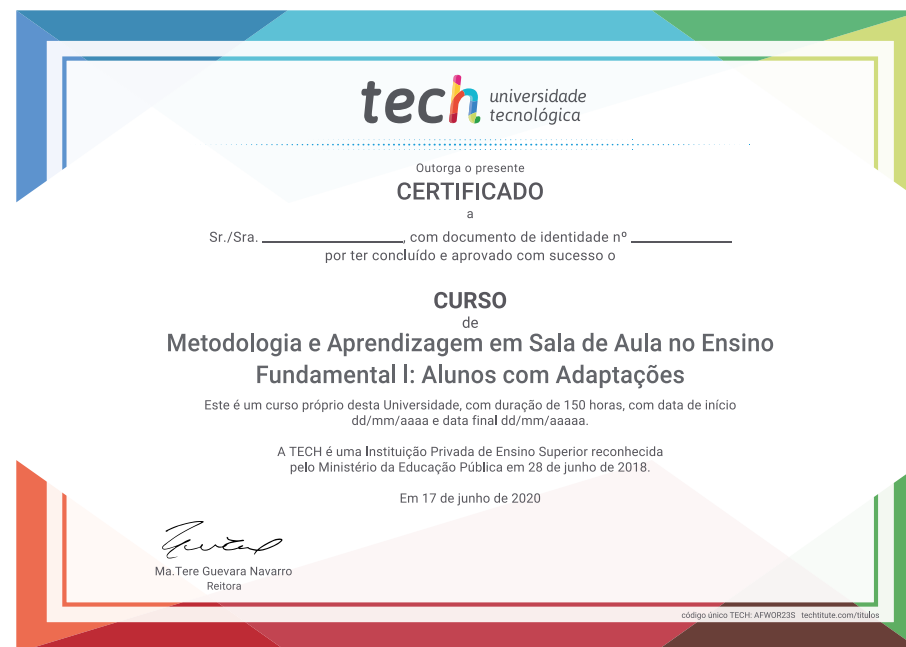 tech universidade
tecnológica
Outorga o presente
CERTIFICADO
a
Sr./Sra. ____________________, com documento de identidade nº ______________
por ter concluído e aprovado com sucesso o
CURSO
de
Metodologia e Aprendizagem em Sala de Aula no Ensino
Fundamental l: Alunos com Adaptações
Este é um curso próprio desta Universidade, com duração de 150 horas, com data de início
dd/mm/aaaa e data final dd/mm/aaaaa.
A TECH é uma Instituição Privada de Ensino Superior reconhecida
pelo Ministério da Educação Pública em 28 de junho de 2018.
Em 17 de junho de 2020
Ma.Tere Guevara Navarro
Reitora
código único TECH: AFWOR23S techtitute.com/títulos